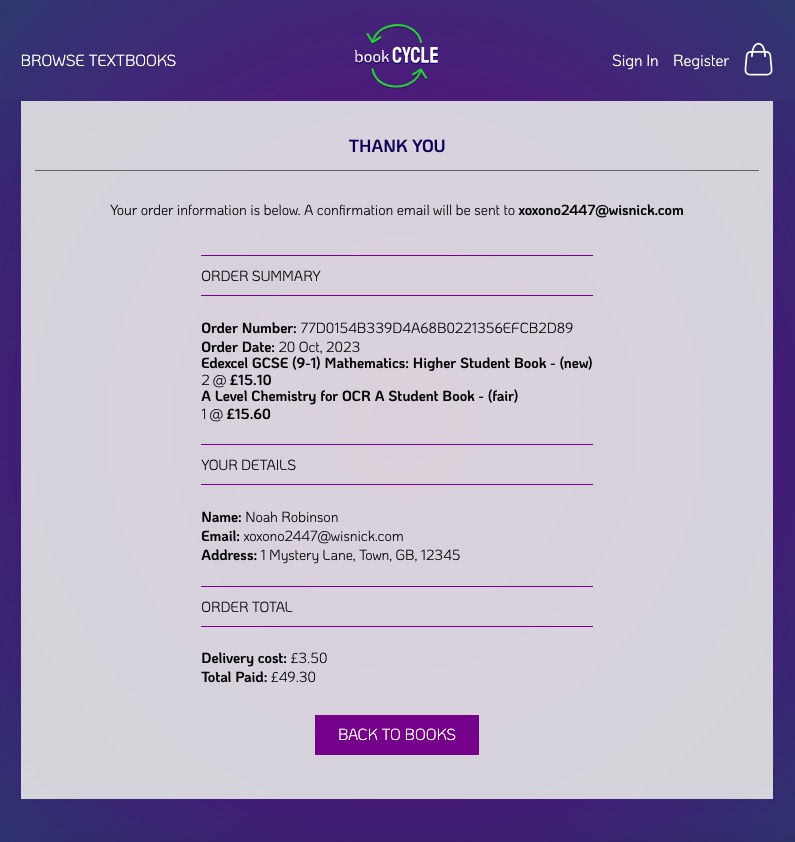 BROWSE TEXTBOOKS
book CYCLE
Sign In Register
THANK YOU
Your order information is below. A confirmation email will be sent to xoxono2447@wisnick.com
ORDER SUMMARY
Order Number: 77D0154B339D4A68B0221356EFCB2D89
Order Date: 20 Oct, 2023
Edexcel GCSE (9-1) Mathematics: Higher Student Book - (new)
2 @ £15.10
A Level Chemistry for OCR A Student Book - (fair)
1 @ £15.60
YOUR DETAILS
Name: Noah Robinson
Email: xoxono2447@wisnick.com
Address: 1 Mystery Lane, Town, GB, 12345
ORDER TOTAL
Delivery cost: £3.50
Total Paid: £49.30
BACK TO BOOKS